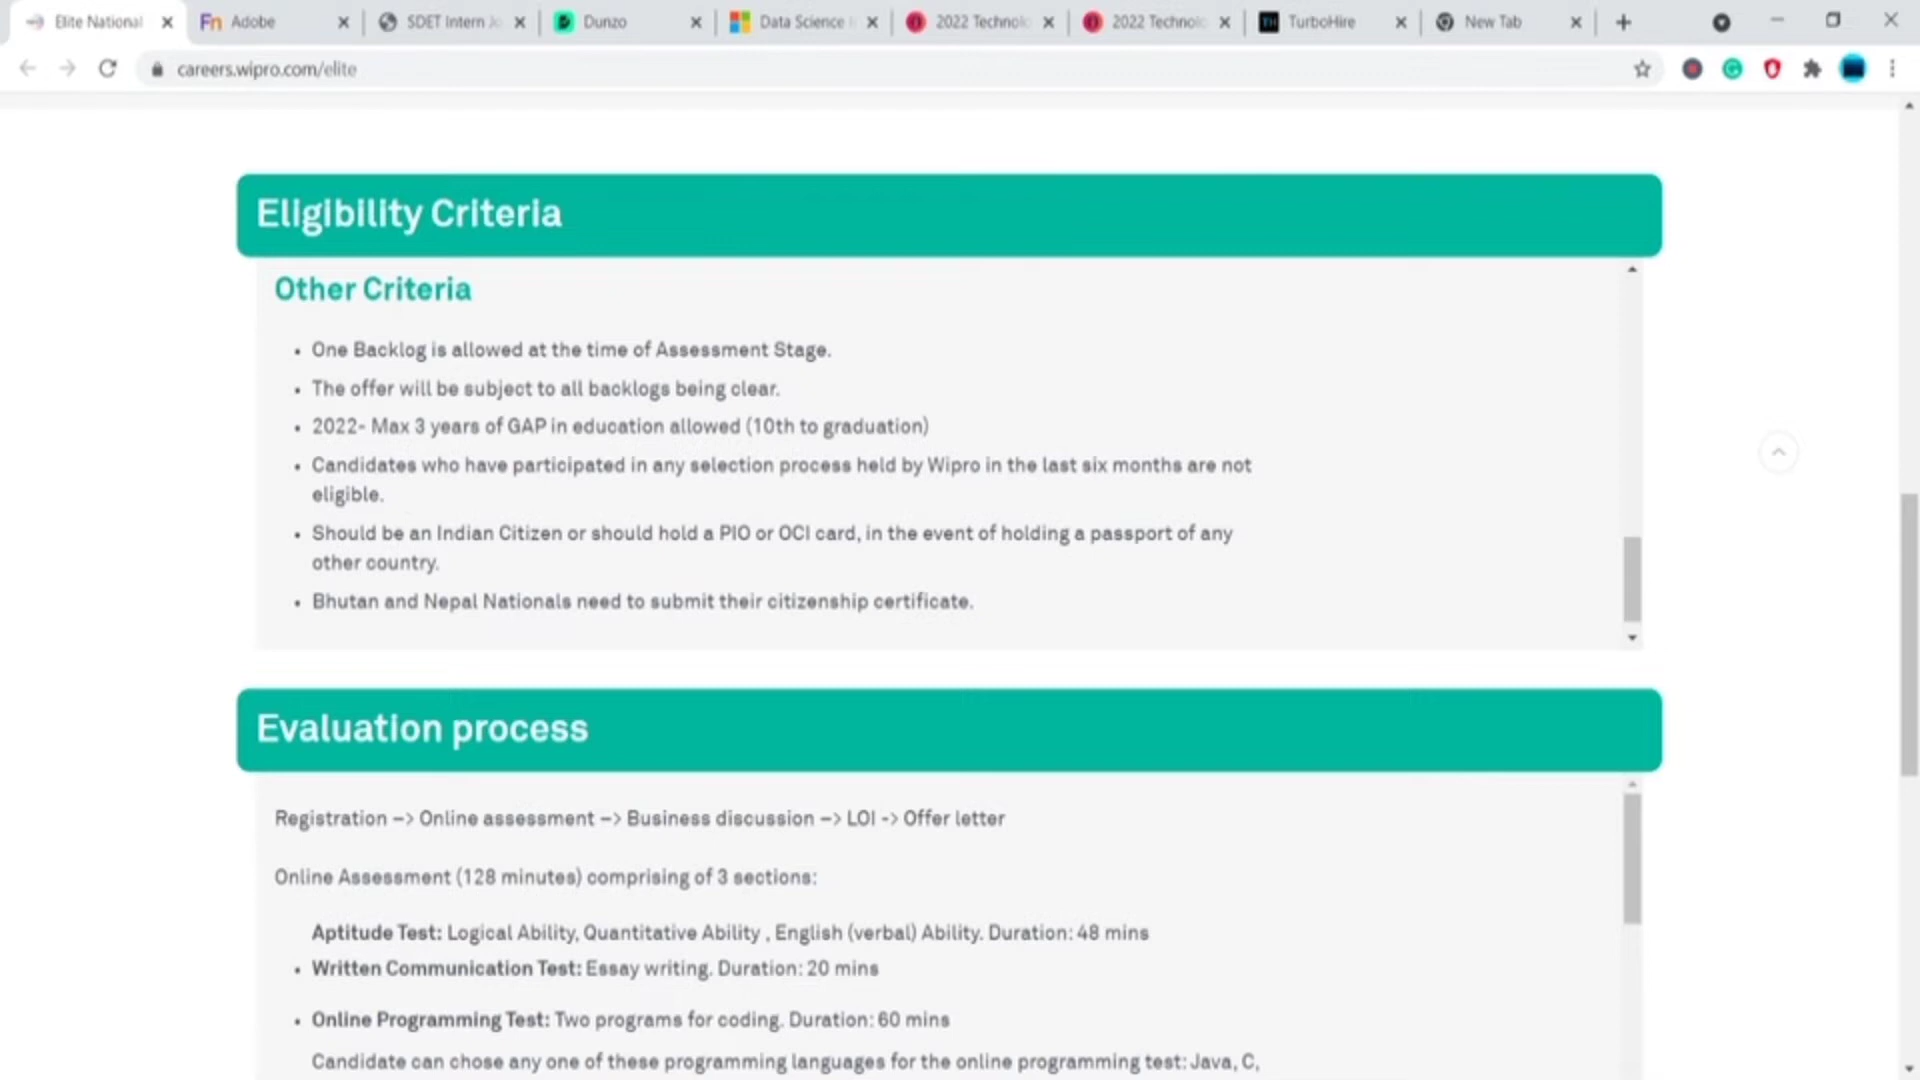 Elite National
Adobe
SDET Intern Jo
Dunzo
Data Science I
2022 Technolo
2022 Technolo
TurboHire
New Tab
careers.wipro.com/elite
Eligibility Criteria
Other Criteria
• One Backlog is allowed at the time of Assessment Stage.
• The offer will be subject to all backlogs being clear.
• 2022- Max 3 years of GAP in education allowed (10th to graduation)
• Candidates who have participated in any selection process held by Wipro in the last six months are not
eligible.
• Should be an Indian Citizen or should hold a PIO or OCI card, in the event of holding a passport of any
other country.
• Bhutan and Nepal Nationals need to submit their citizenship certificate.
Evaluation process
Registration –> Online assessment –> Business discussion –> LOI -> Offer letter
Online Assessment (128 minutes) comprising of 3 sections:
Aptitude Test: Logical Ability, Quantitative Ability , English (verbal) Ability. Duration: 48 mins
• Written Communication Test: Essay writing. Duration: 20 mins
• Online Programming Test: Two programs for coding. Duration: 60 mins
Candidate can chose any one of these programming languages for the online programming test: Java, C,